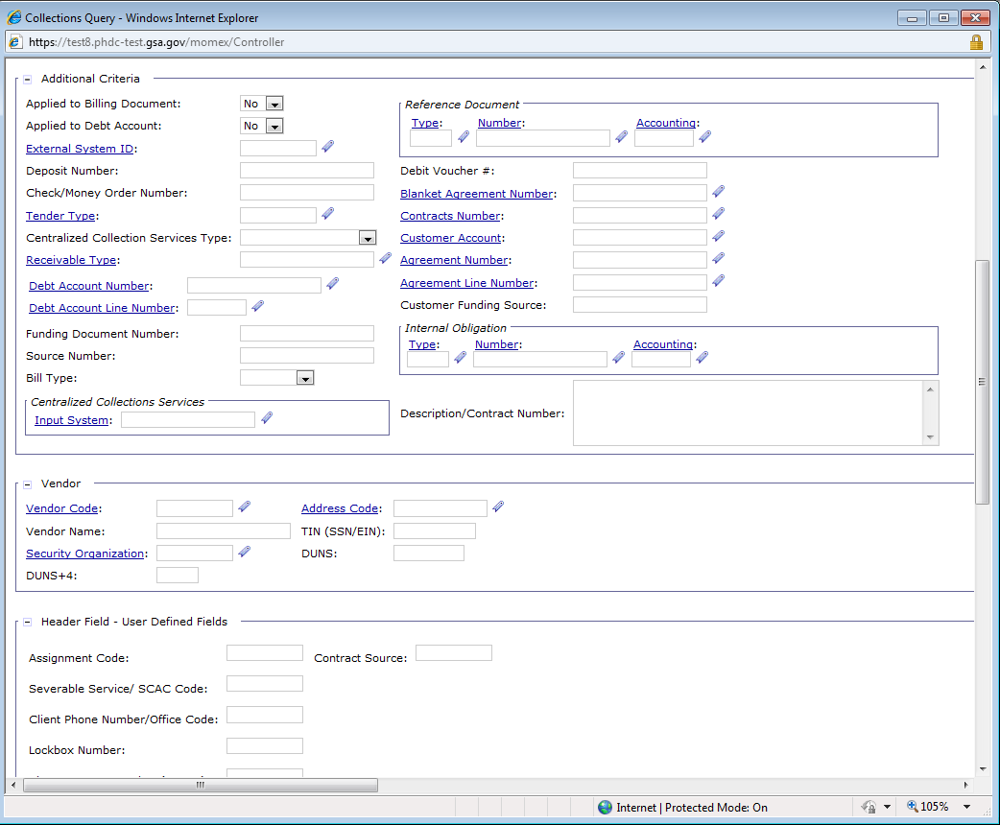 Collections Query - Windows Internet Explorer
https://test8.phdc-test.gsa.gov/momex/Controller
Additional Criteria
Applied to Billing Document: No
Applied to Debt Account: No
External System ID:
Deposit Number:
Check/Money Order Number:
Tender Type:
Centralized Collection Services Type:
Receivable Type:
Debt Account Number:
Debt Account Line Number:
Funding Document Number:
Source Number:
Bill Type:
Centralized Collections Services
Input System:
Reference Document
Type: Number: Accounting:
Debit Voucher #:
Blanket Agreement Number:
Contracts Number:
Customer Account:
Agreement Number:
Agreement Line Number:
Customer Funding Source:
Internal Obligation
Type: Number: Accounting:
Description/Contract Number:
Vendor
Vendor Code: Address Code:
Vendor Name: TIN (SSN/EIN):
Security Organization: DUNS:
DUNS+4:
Header Field - User Defined Fields
Assignment Code: Contract Source:
Severable Service/ SCAC Code:
Client Phone Number/Office Code:
Lockbox Number:
Internet | Protected Mode: On
105%